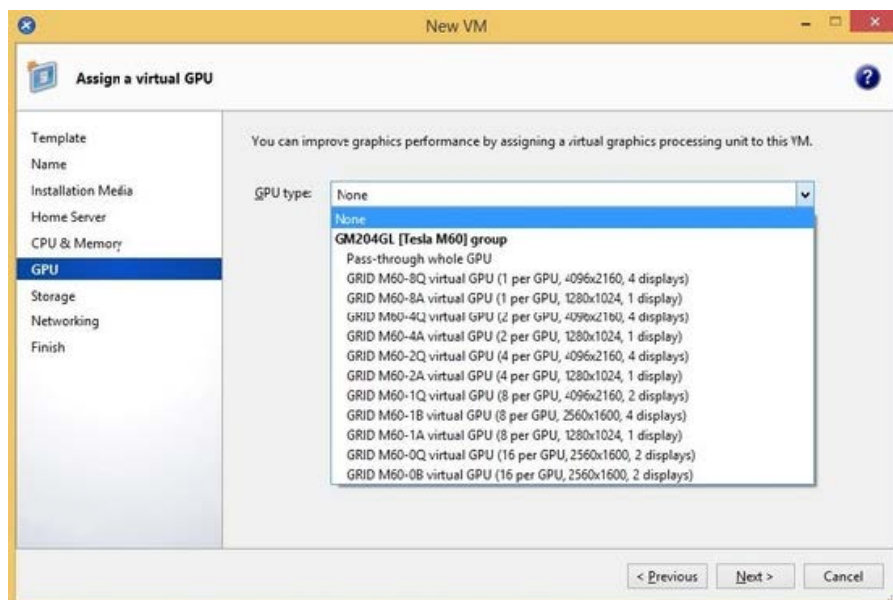 New VM
Assign a virtual GPU
Template
Name
Installation Media
Home Server
CPU & Memory
GPU
Storage
Networking
Finish
You can improve graphics performance by assigning a virtual graphics processing unit to this VM.
GPU type: None
None
GM204GL [Tesla M60] group
Pass-through whole GPU
GRID M60-8Q virtual GPU (1 per GPU, 4096x2160, 4 displays)
GRID M60-8A virtual GPU (1 per GPU, 1280x1024, 1 display)
GRID M60-4Q virtual GPU (2 per GPU, 4096x2160, 4 displays)
GRID M60-4A virtual GPU (2 per GPU, 1280x1024, 1 display)
GRID M60-2Q virtual GPU (4 per GPU, 4096x2160, 4 displays)
GRID M60-2A virtual GPU (4 per GPU, 1280x1024, 1 display)
GRID M60-1Q virtual GPU (8 per GPU, 4096x2160, 2 displays)
GRID M60-1B virtual GPU (8 per GPU, 2560x1600, 4 displays)
GRID M60-1A virtual GPU (8 per GPU, 1280x1024, 1 display)
GRID M60-0Q virtual GPU (16 per GPU, 2560x1600, 2 displays)
GRID M60-0B virtual GPU (16 per GPU, 2560x1600, 2 displays)
< Previous Next > Cancel